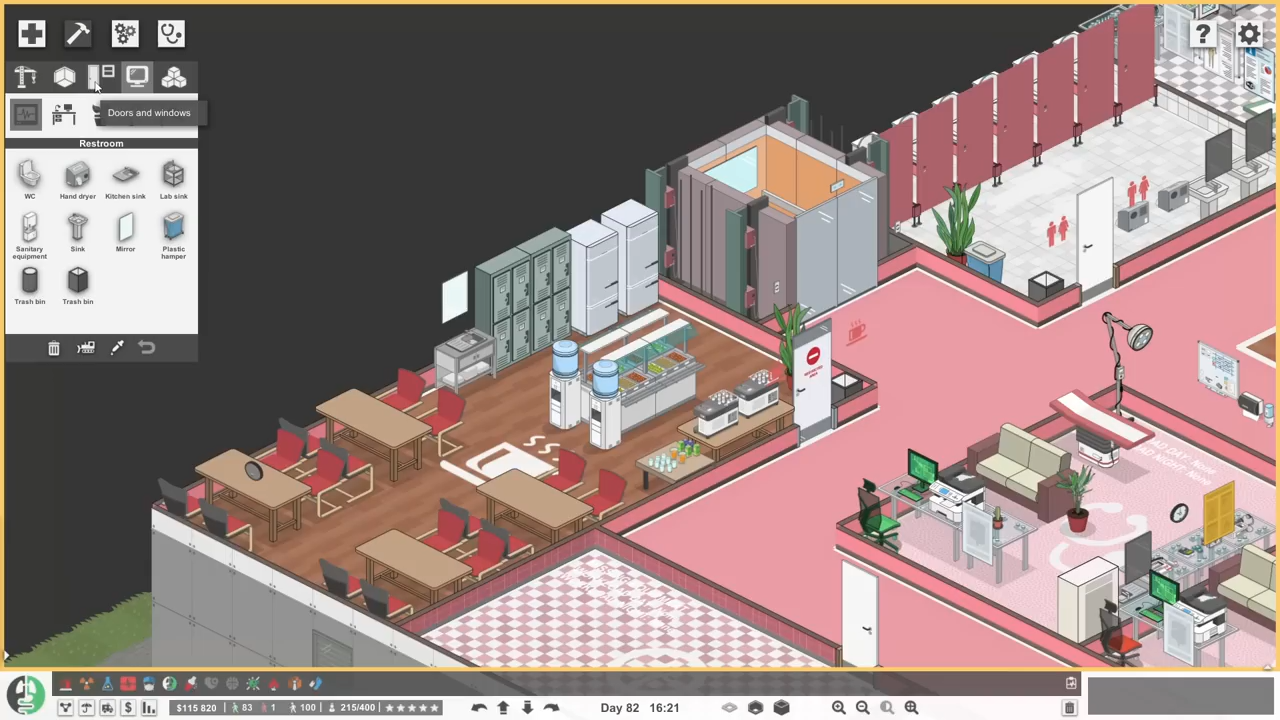 ?
Doors and windows
Restroom
WC
Hand dryer
Kitchen sink
Lab sink
Sanitary
equipment
Sink
Mirror
Plastic
hamper
Trash bin
Trash bin
$115 820
83
1
100
215/400
Day 82
16:21